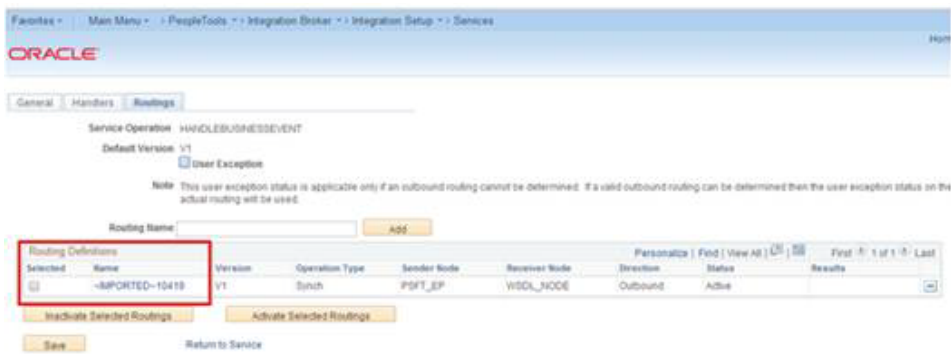 Favorites Main Menu > PeopleTools > Integration Broker > Integration Setup > Services
Home
ORACLE
General Handlers Routings
Service Operation HANDLEBUSINESSEVENT
Default Version V1
User Exception
Note This user exception status is applicable only if an outbound routing cannot be determined. If a valid outbound routing can be determined then the user exception status on the
actual routing will be used.
Routing Name Add
Routing Definitions Personalize | Find | View All | First 1 of 1 Last
Selected Name Version Operation Type Sender Node Receiver Node Direction Status Results
~IMPORTED~10419 V1 Synch PSFT_EP WSDL_NODE Outbound Active
Inactivate Selected Routings Activate Selected Routings
Save Return to Service